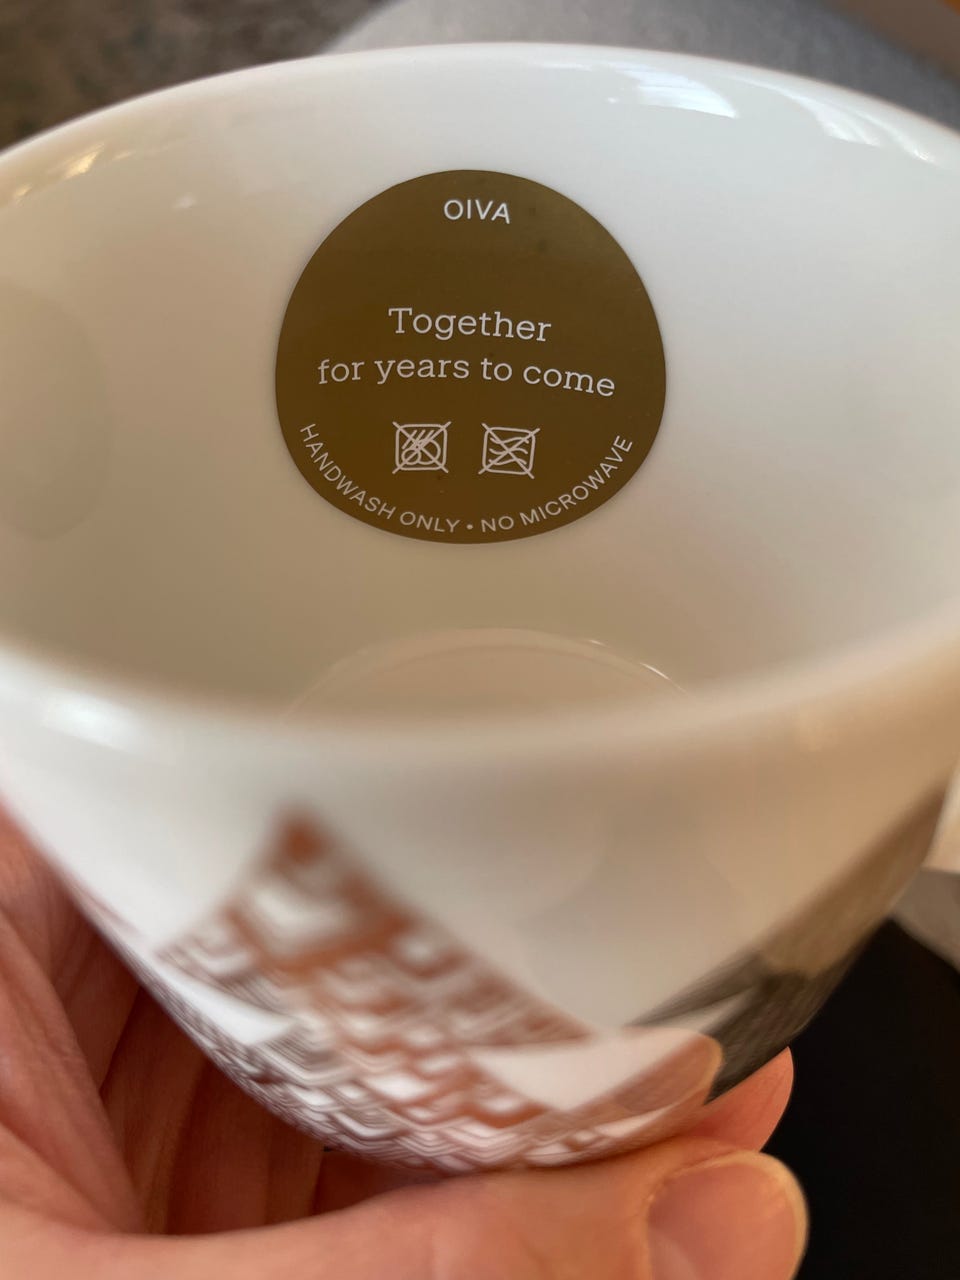 OIVA
Together
for years to come
HANDWASH ONLY • NO MICROWAVE